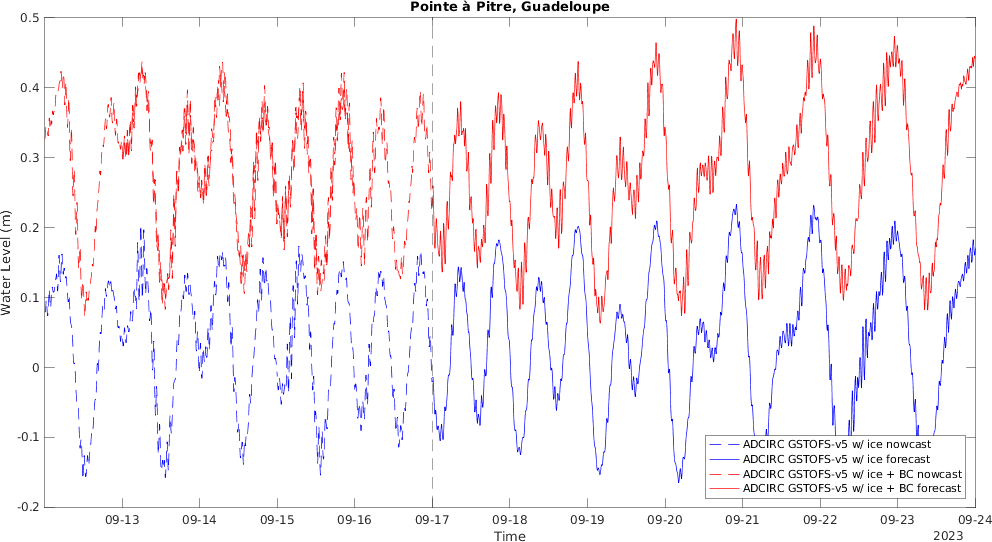 Pointe à Pitre, Guadeloupe
Water Level (m)
0.5
0.4
0.3
0.2
0.1
0
-0.1
-0.2
ADCIRC GSTOFS-v5 w/ ice nowcast
ADCIRC GSTOFS-v5 w/ ice forecast
ADCIRC GSTOFS-v5 w/ ice + BC nowcast
ADCIRC GSTOFS-v5 w/ ice + BC forecast
09-13 09-14 09-15 09-16 09-17 09-18 09-19 09-20 09-21 09-22 09-23 09-24
Time
2023